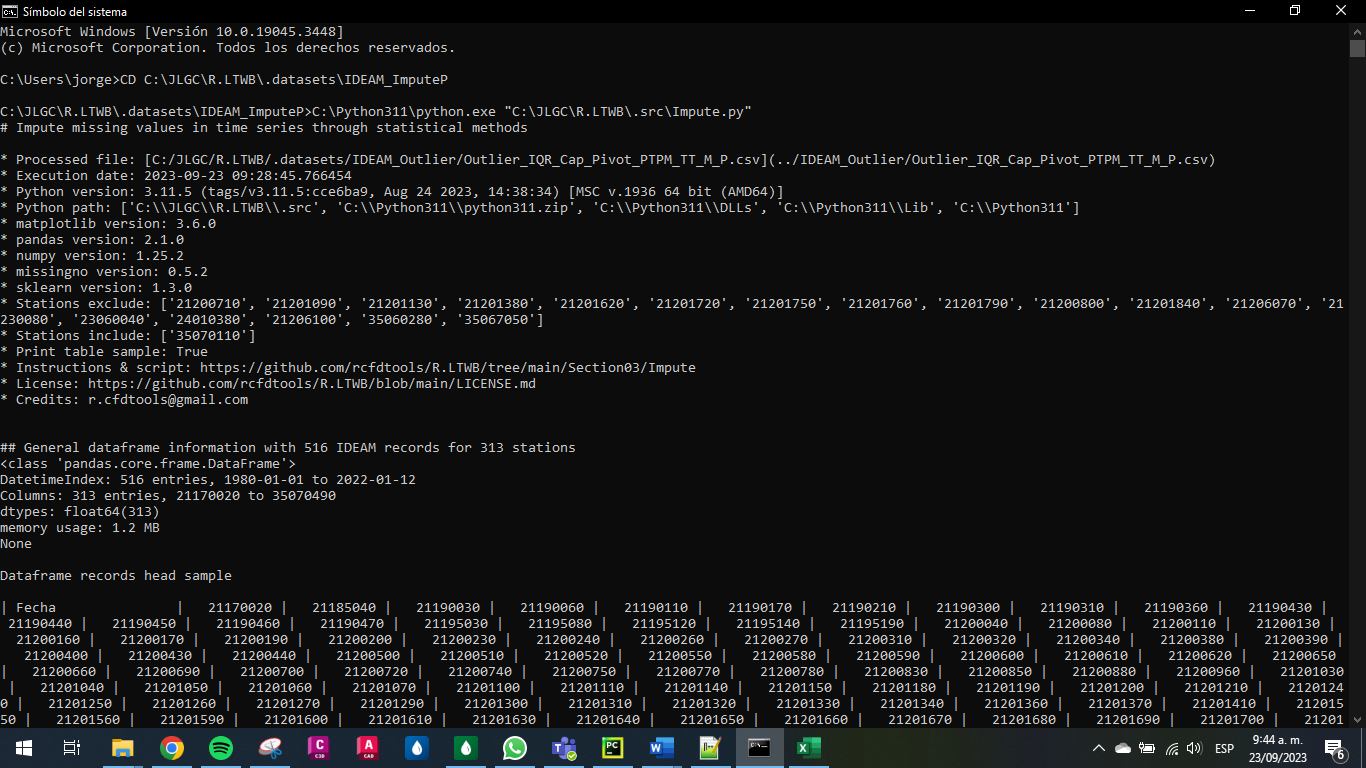 Símbolo del sistema
Microsoft Windows [Versión 10.0.19045.3448]
(c) Microsoft Corporation. Todos los derechos reservados.
C:\Users\jorge>CD C:\JLGC\R.LTWB\.datasets\IDEAM_ImputeP
C:\JLGC\R.LTWB\.datasets\IDEAM_ImputeP>C:\Python311\python.exe "C:\JLGC\R.LTWB\.src\Impute.py"
# Impute missing values in time series through statistical methods
* Processed file: [C:/JLGC/R.LTWB/.datasets/IDEAM_Outlier/Outlier_IQR_Cap_Pivot_PTPM_TT_M_P.csv](../IDEAM_Outlier/Outlier_IQR_Cap_Pivot_PTPM_TT_M_P.csv)
* Execution date: 2023-09-23 09:28:45.766454
* Python version: 3.11.5 (tags/v3.11.5:cce6ba9, Aug 24 2023, 14:38:34) [MSC v.1936 64 bit (AMD64)]
* Python path: ['C:\\JLGC\\R.LTWB\\.src', 'C:\\Python311\\python311.zip', 'C:\\Python311\\DLLs', 'C:\\Python311\\Lib', 'C:\\Python311']
* matplotlib version: 3.6.0
* pandas version: 2.1.0
* numpy version: 1.25.2
* missingno version: 0.5.2
* sklearn version: 1.3.0
* Stations exclude: ['21200710', '21201090', '21201130', '21201380', '21201620', '21201720', '21201750', '21201760', '21201790', '21200800', '21201840', '21206070', '21
230080', '23060040', '24010380', '21206100', '35060280', '35067050']
* Stations include: ['35070110']
* Print table sample: True
* Instructions & script: https://github.com/rcfdtools/R.LTWB/tree/main/Section03/Impute
* License: https://github.com/rcfdtools/R.LTWB/blob/main/LICENSE.md
* Credits: r.cfdtools@gmail.com
## General dataframe information with 516 IDEAM records for 313 stations
<class 'pandas.core.frame.DataFrame'>
DatetimeIndex: 516 entries, 1980-01-01 to 2022-01-12
Columns: 313 entries, 21170020 to 35070490
dtypes: float64(313)
memory usage: 1.2 MB
None
Dataframe records head sample
| Fecha | 21170020 | 21185040 | 21190030 | 21190060 | 21190110 | 21190170 | 21190210 | 21190300 | 21190310 | 21190360 | 21190430 |
21190440 | 21190450 | 21190460 | 21190470 | 21195030 | 21195080 | 21195120 | 21195140 | 21195190 | 21200040 | 21200080 | 21200110 | 21200130 |
21200160 | 21200170 | 21200190 | 21200200 | 21200230 | 21200240 | 21200260 | 21200270 | 21200310 | 21200320 | 21200340 | 21200380 | 21200390 |
21200400 | 21200430 | 21200440 | 21200500 | 21200510 | 21200520 | 21200550 | 21200580 | 21200590 | 21200600 | 21200610 | 21200620 | 21200650
| 21200660 | 21200690 | 21200700 | 21200720 | 21200740 | 21200750 | 21200770 | 21200780 | 21200830 | 21200850 | 21200880 | 21200960 | 21201030
| 21201040 | 21201050 | 21201060 | 21201070 | 21201100 | 21201110 | 21201140 | 21201150 | 21201180 | 21201190 | 21201200 | 21201210 | 2120124
0 | 21201250 | 21201260 | 21201270 | 21201290 | 21201300 | 21201310 | 21201320 | 21201330 | 21201340 | 21201360 | 21201370 | 21201410 | 212015
50 | 21201560 | 21201590 | 21201600 | 21201610 | 21201630 | 21201640 | 21201650 | 21201660 | 21201670 | 21201680 | 21201690 | 21201700 | 21201
ESP
9:44 a. m.
23/09/2023
6